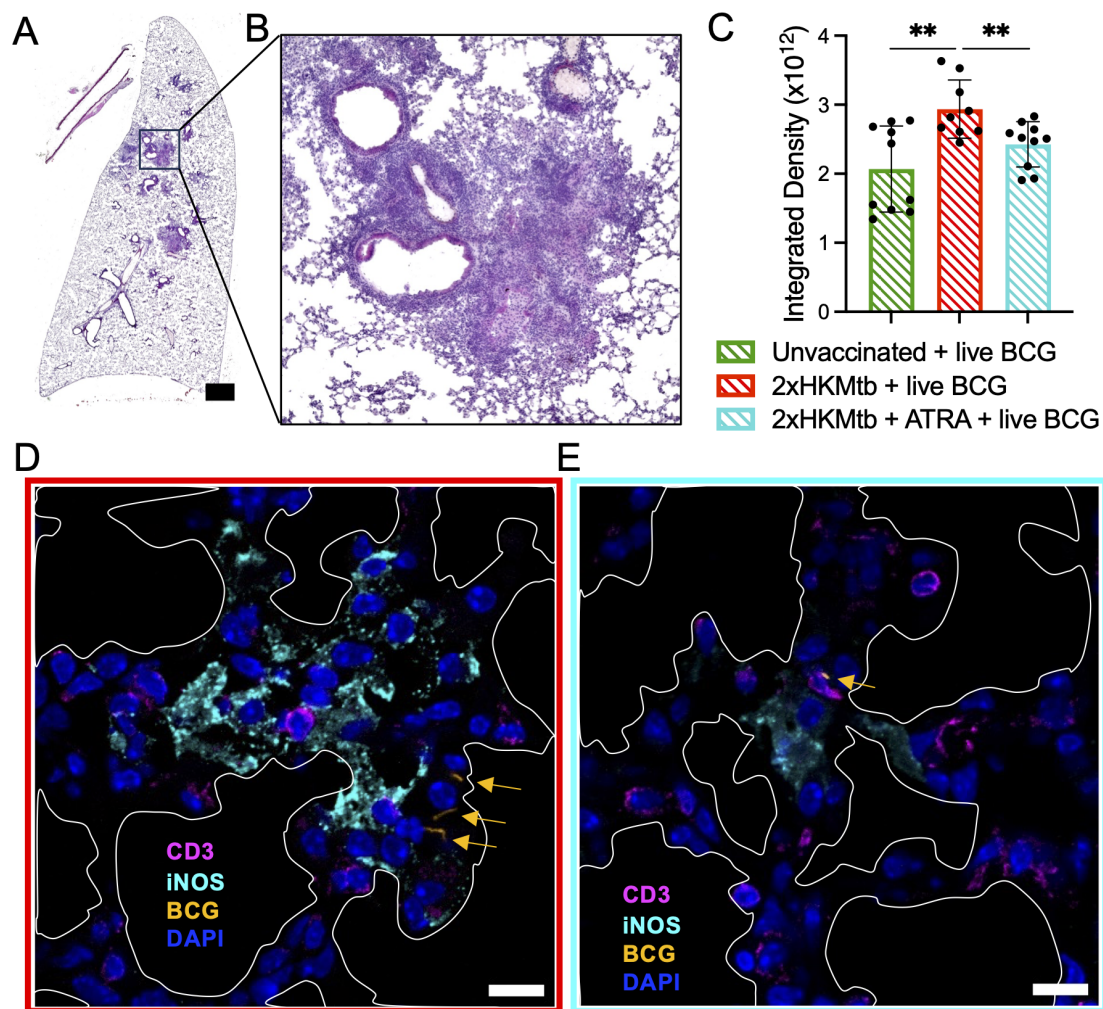 A
B
C
Integrated Density (x10¹²)
4
3
2
1
0
** **
Unvaccinated + live BCG
2xHKMtb + live BCG
2xHKMtb + ATRA + live BCG
D
E
CD3
iNOS
BCG
DAPI
CD3
iNOS
BCG
DAPI